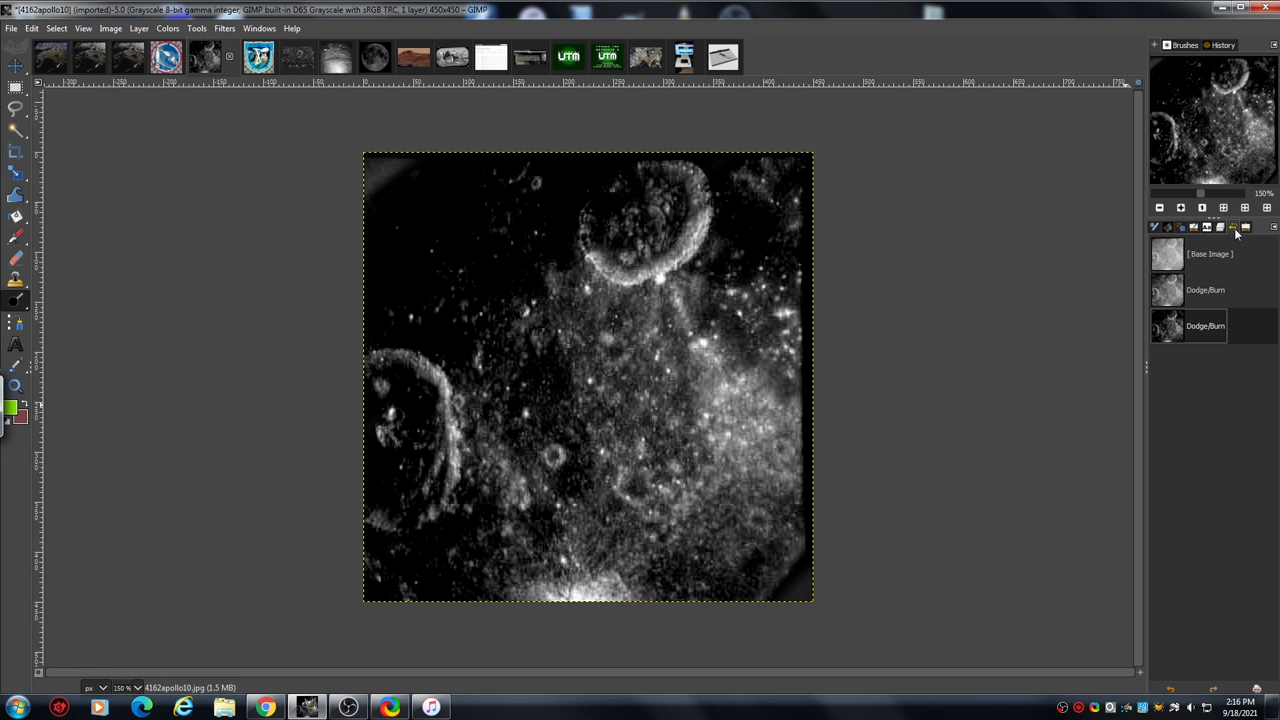 *[4162apollo10] (imported)-5.0 (Grayscale 8-bit gamma integer, GIMP built-in D65 Grayscale with sRGB TRC, 1 layer) 450x450 – GIMP
File Edit Select View Image Layer Colors Tools Filters Windows Help
Brushes History
UTM UTM
150%
[ Base Image ]
Dodge/Burn
Dodge/Burn
px 150 % 4162apollo10.jpg (1.5 MB)
2:16 PM
9/18/2021